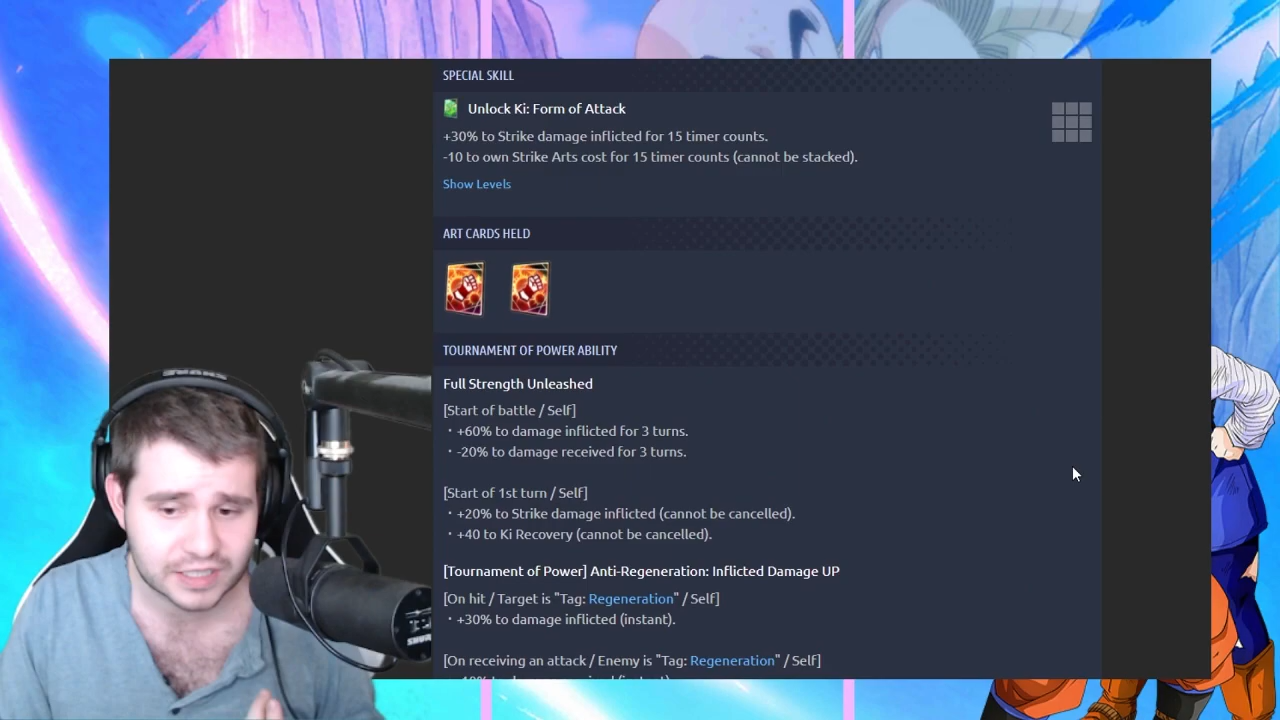 SPECIAL SKILL
Unlock Ki: Form of Attack
+30% to Strike damage inflicted for 15 timer counts.
-10 to own Strike Arts cost for 15 timer counts (cannot be stacked).
Show Levels
ART CARDS HELD
TOURNAMENT OF POWER ABILITY
Full Strength Unleashed
[Start of battle / Self]
・+60% to damage inflicted for 3 turns.
・-20% to damage received for 3 turns.
[Start of 1st turn / Self]
・+20% to Strike damage inflicted (cannot be cancelled).
・+40 to Ki Recovery (cannot be cancelled).
[Tournament of Power] Anti-Regeneration: Inflicted Damage UP
[On hit / Target is "Tag: Regeneration" / Self]
・+30% to damage inflicted (instant).
[On receiving an attack / Enemy is "Tag: Regeneration" / Self]